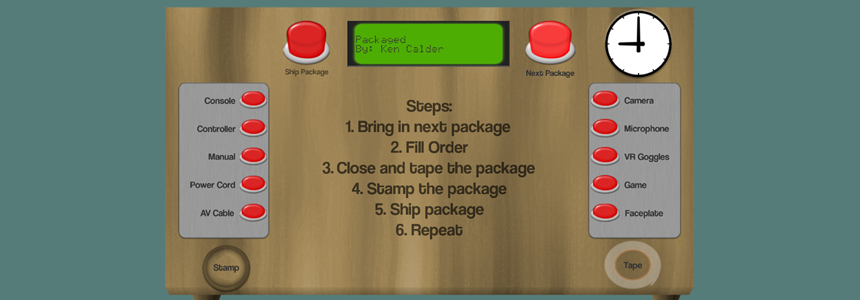 Packaged
By: Ken Calder
Ship Package
Next Package
Console
Controller
Manual
Power Cord
AV Cable
Steps:
1. Bring in next package
2. Fill Order
3. Close and tape the package
4. Stamp the package
5. Ship package
6. Repeat
Camera
Microphone
VR Goggles
Game
Faceplate
Stamp
Tape